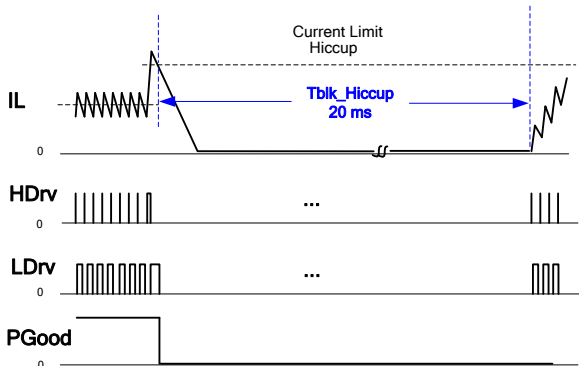 Current Limit
Hiccup
IL
Tblk_Hiccup
20 ms
0
HDrv
...
0
LDrv
...
0
PGood
0